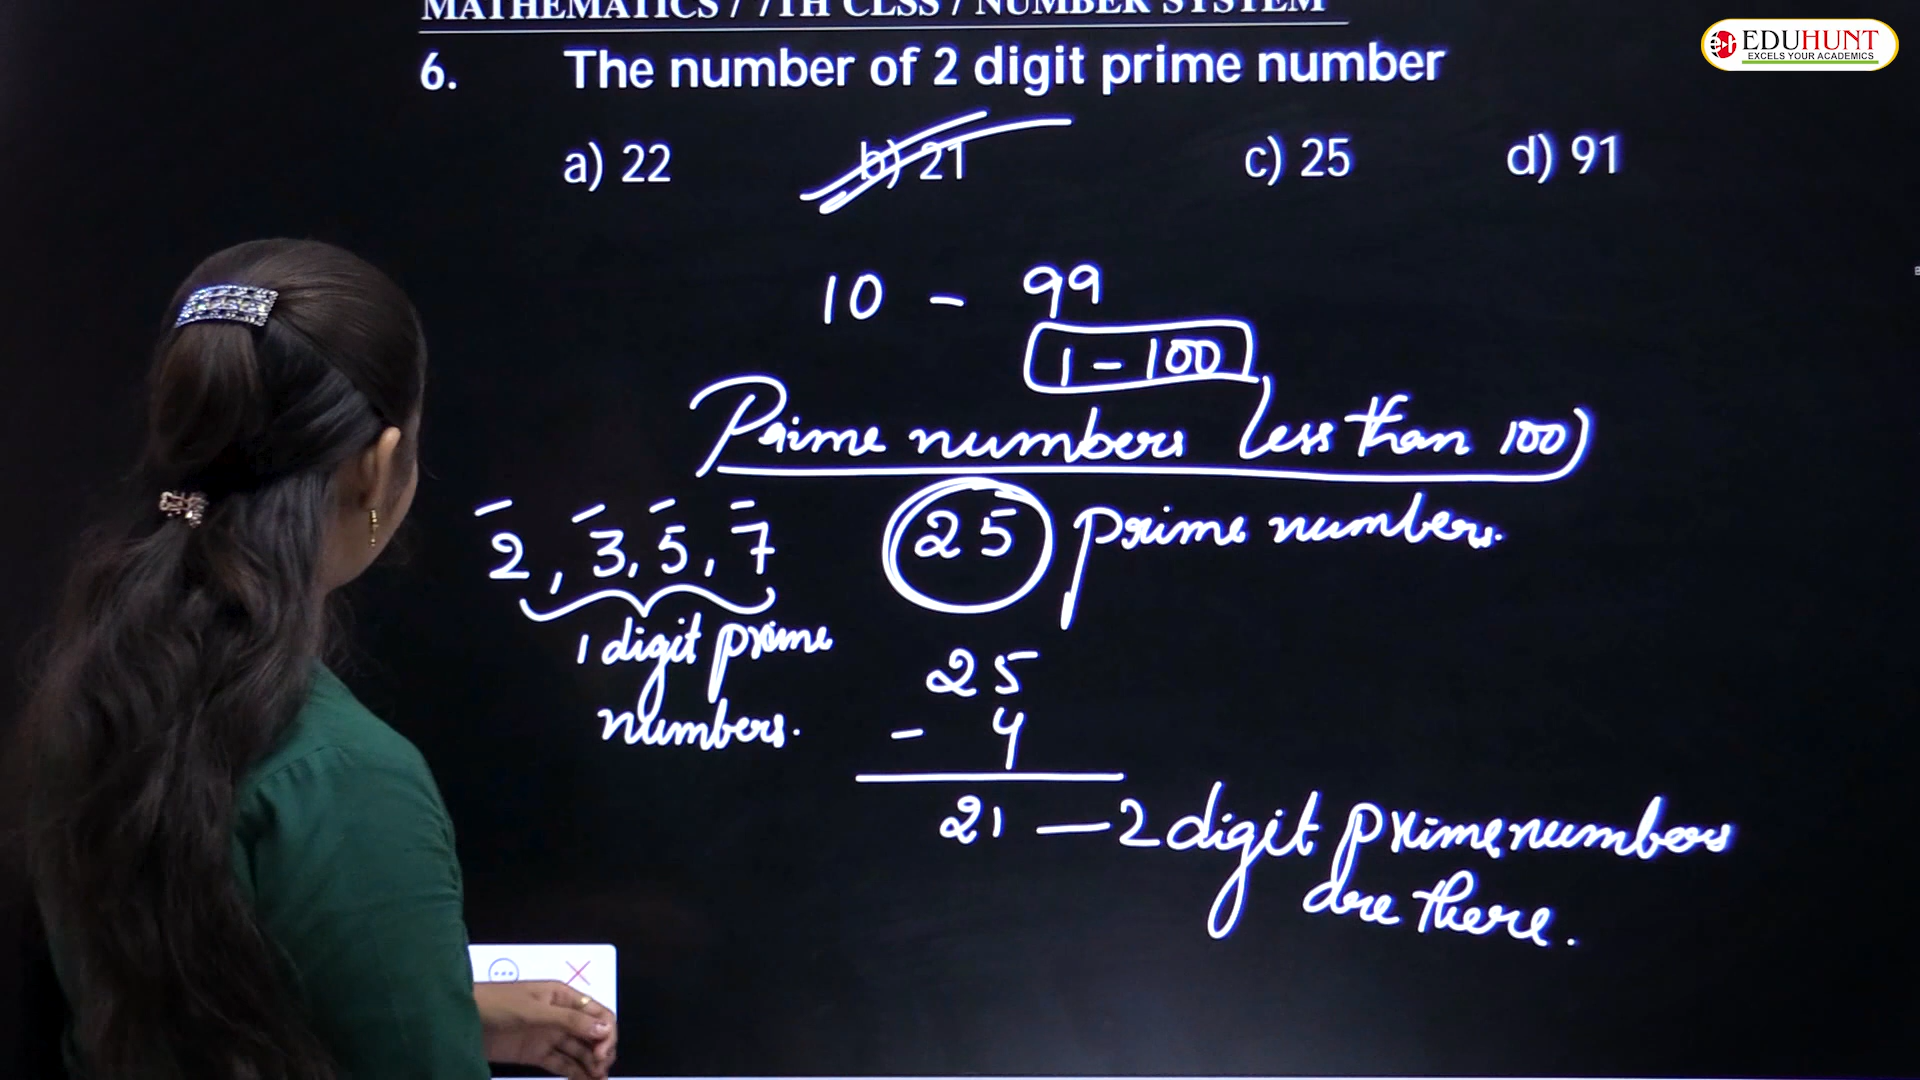 MATHEMATICS / 7TH CLSS / NUMBER SYSTEM
EDUHUNT
EXCELS YOUR ACADEMICS
6. The number of 2 digit prime number
a) 22 b) 21 c) 25 d) 91
10 - 99
1 - 100
Prime numbers (less than 100)
2, 3, 5, 7
25 prime numbers.
1 digit prime
numbers.
25
- 4
21 — 2 digit prime numbers
are there.